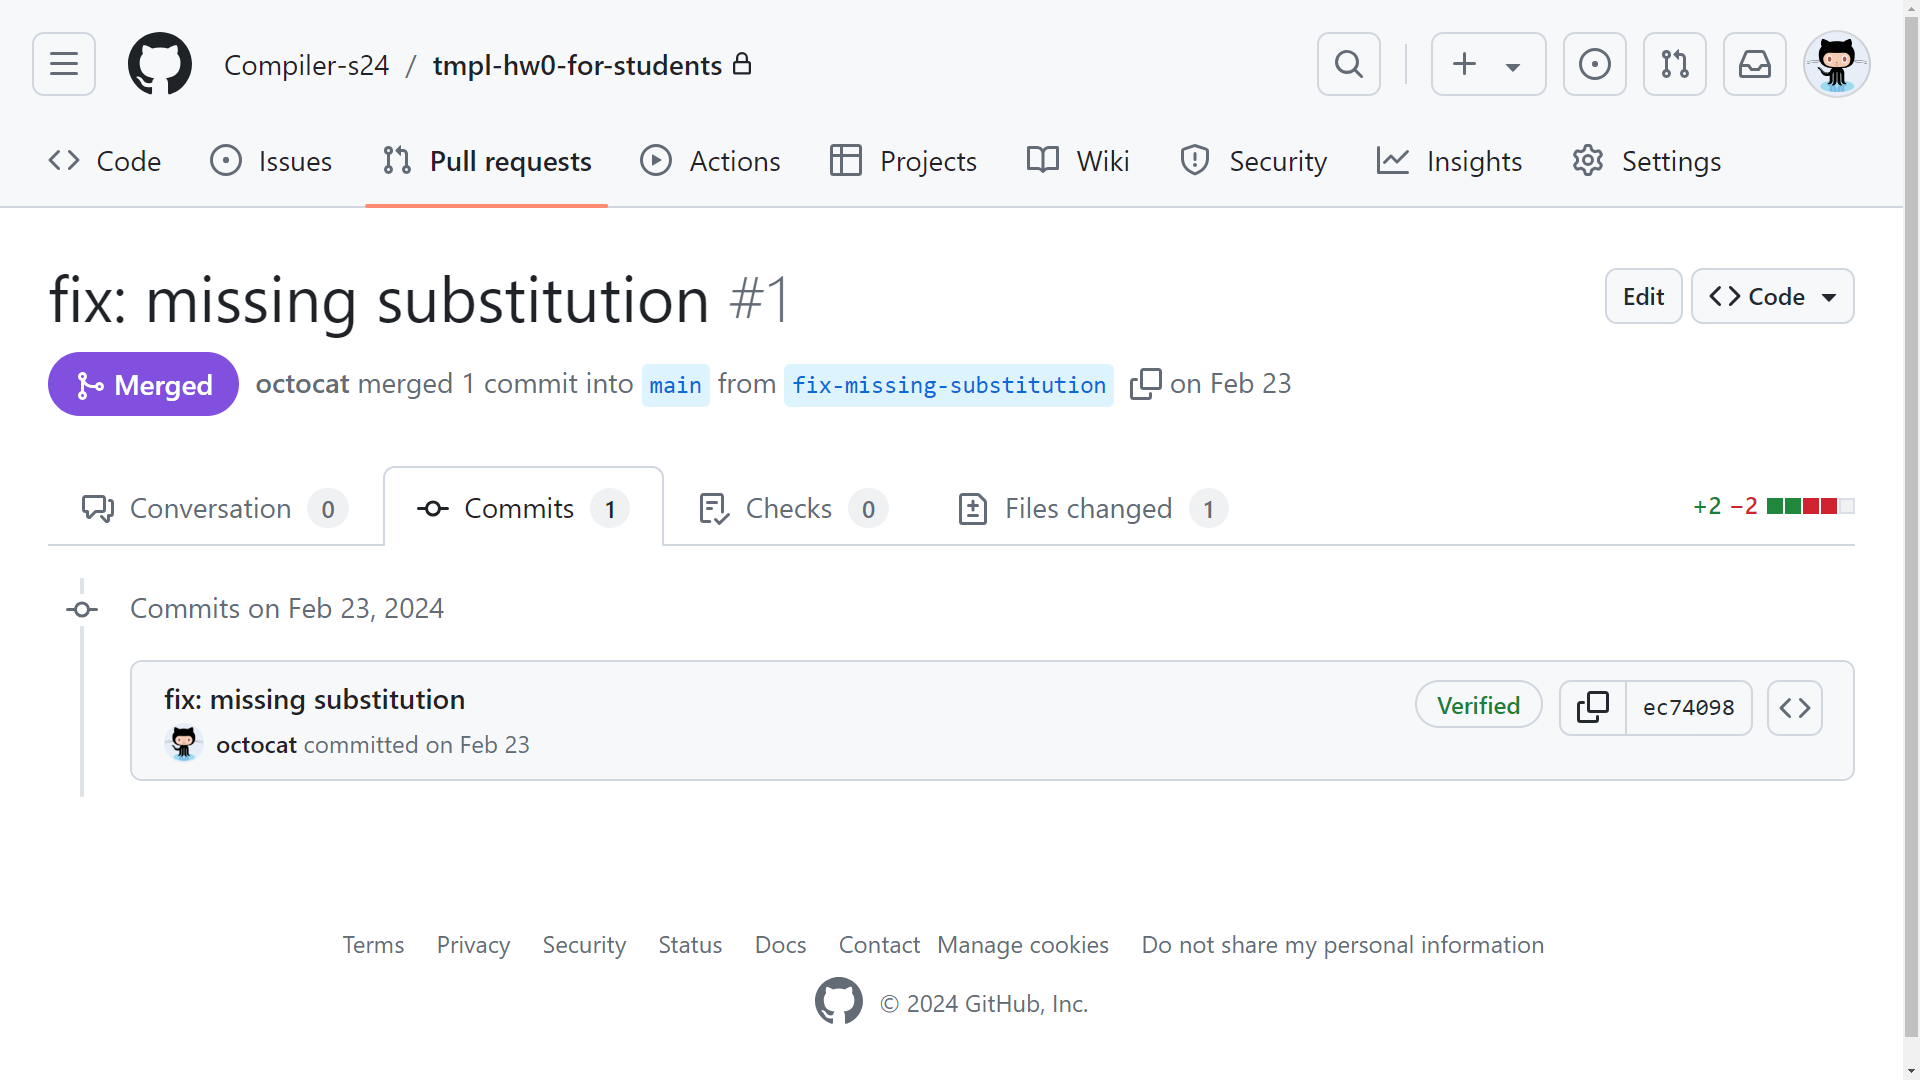 Compiler-s24 / tmpl-hw0-for-students
Code Issues Pull requests Actions Projects Wiki Security Insights Settings
fix: missing substitution #1
Edit Code
Merged octocat merged 1 commit into main from fix-missing-substitution on Feb 23
Conversation 0 Commits 1 Checks 0 Files changed 1 +2 −2
Commits on Feb 23, 2024
fix: missing substitution
Verified ec74098
octocat committed on Feb 23
Terms Privacy Security Status Docs Contact Manage cookies Do not share my personal information
© 2024 GitHub, Inc.